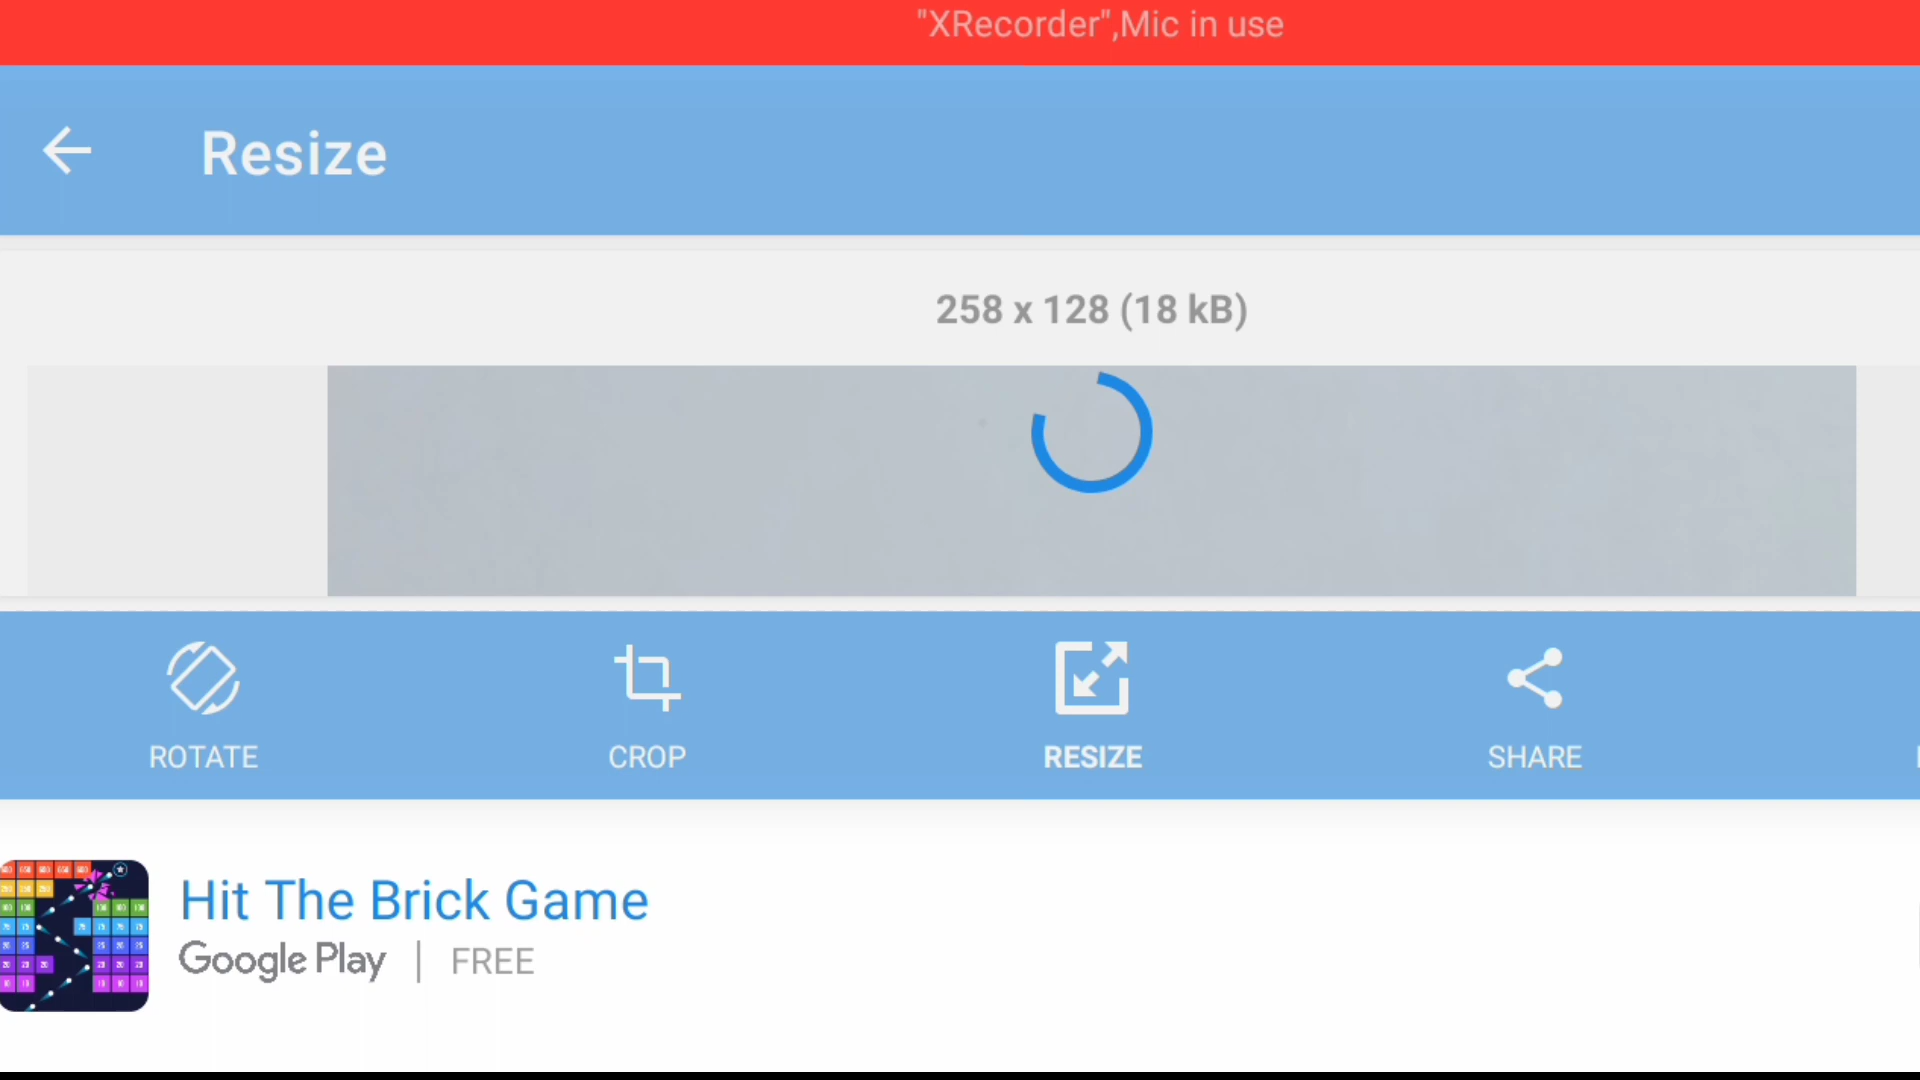 "XRecorder",Mic in use
Resize
258 x 128 (18 kB)
ROTATE
CROP
RESIZE
SHARE
Hit The Brick Game
Google Play | FREE